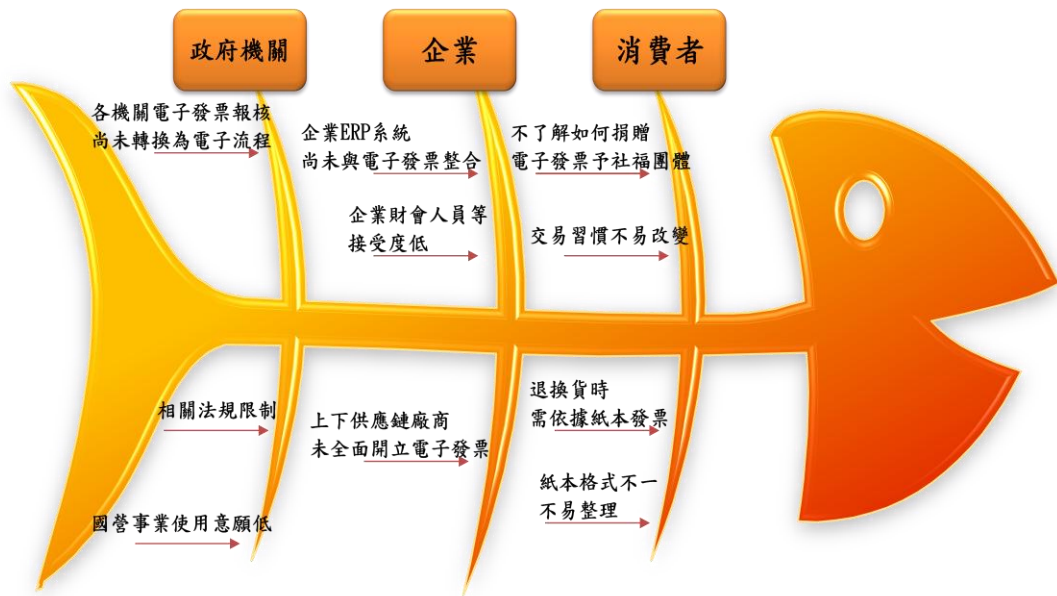 政府機關
企業
消費者
各機關電子發票報核
尚未轉換為電子流程
企業ERP系統
尚未與電子發票整合
不了解如何捐贈
電子發票予社福團體
企業財會人員等
接受度低
交易習慣不易改變
相關法規限制
上下供應鏈廠商
未全面開立電子發票
退換貨時
需依據紙本發票
國營事業使用意願低
紙本格式不一
不易整理